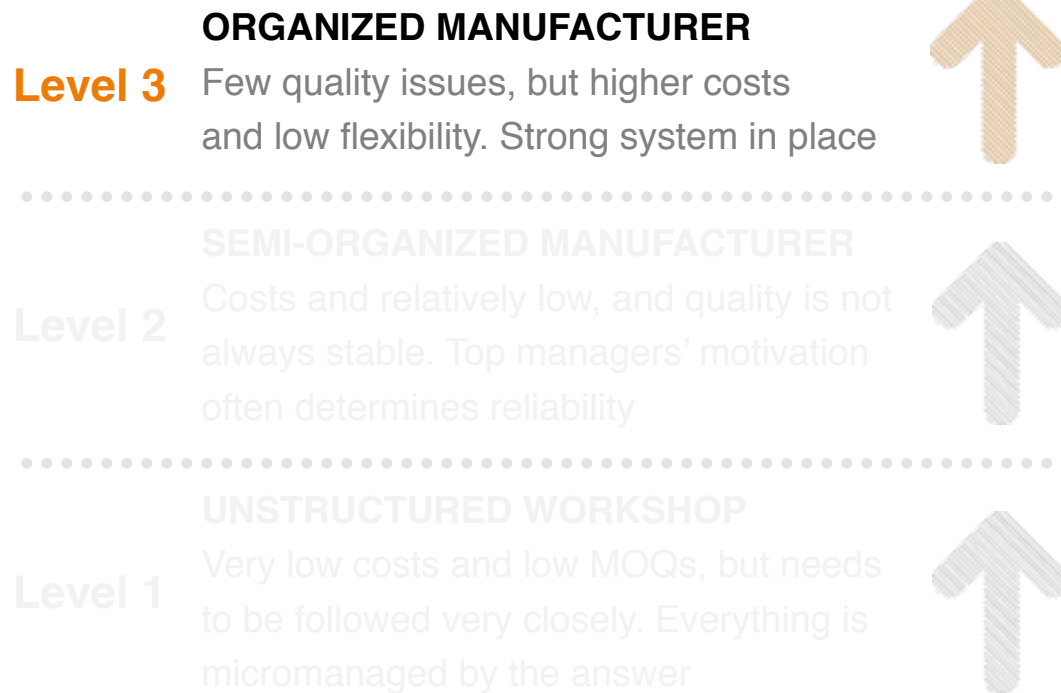 ORGANIZED MANUFACTURER
Level 3
Few quality issues, but higher costs
and low flexibility. Strong system in place
SEMI-ORGANIZED MANUFACTURER
Level 2
Costs and relatively low, and quality is not
always stable. Top managers’ motivation
often determines reliability
UNSTRUCTURED WORKSHOP
Level 1
Very low costs and low MOQs, but needs
to be followed very closely. Everything is
micromanaged by the answer